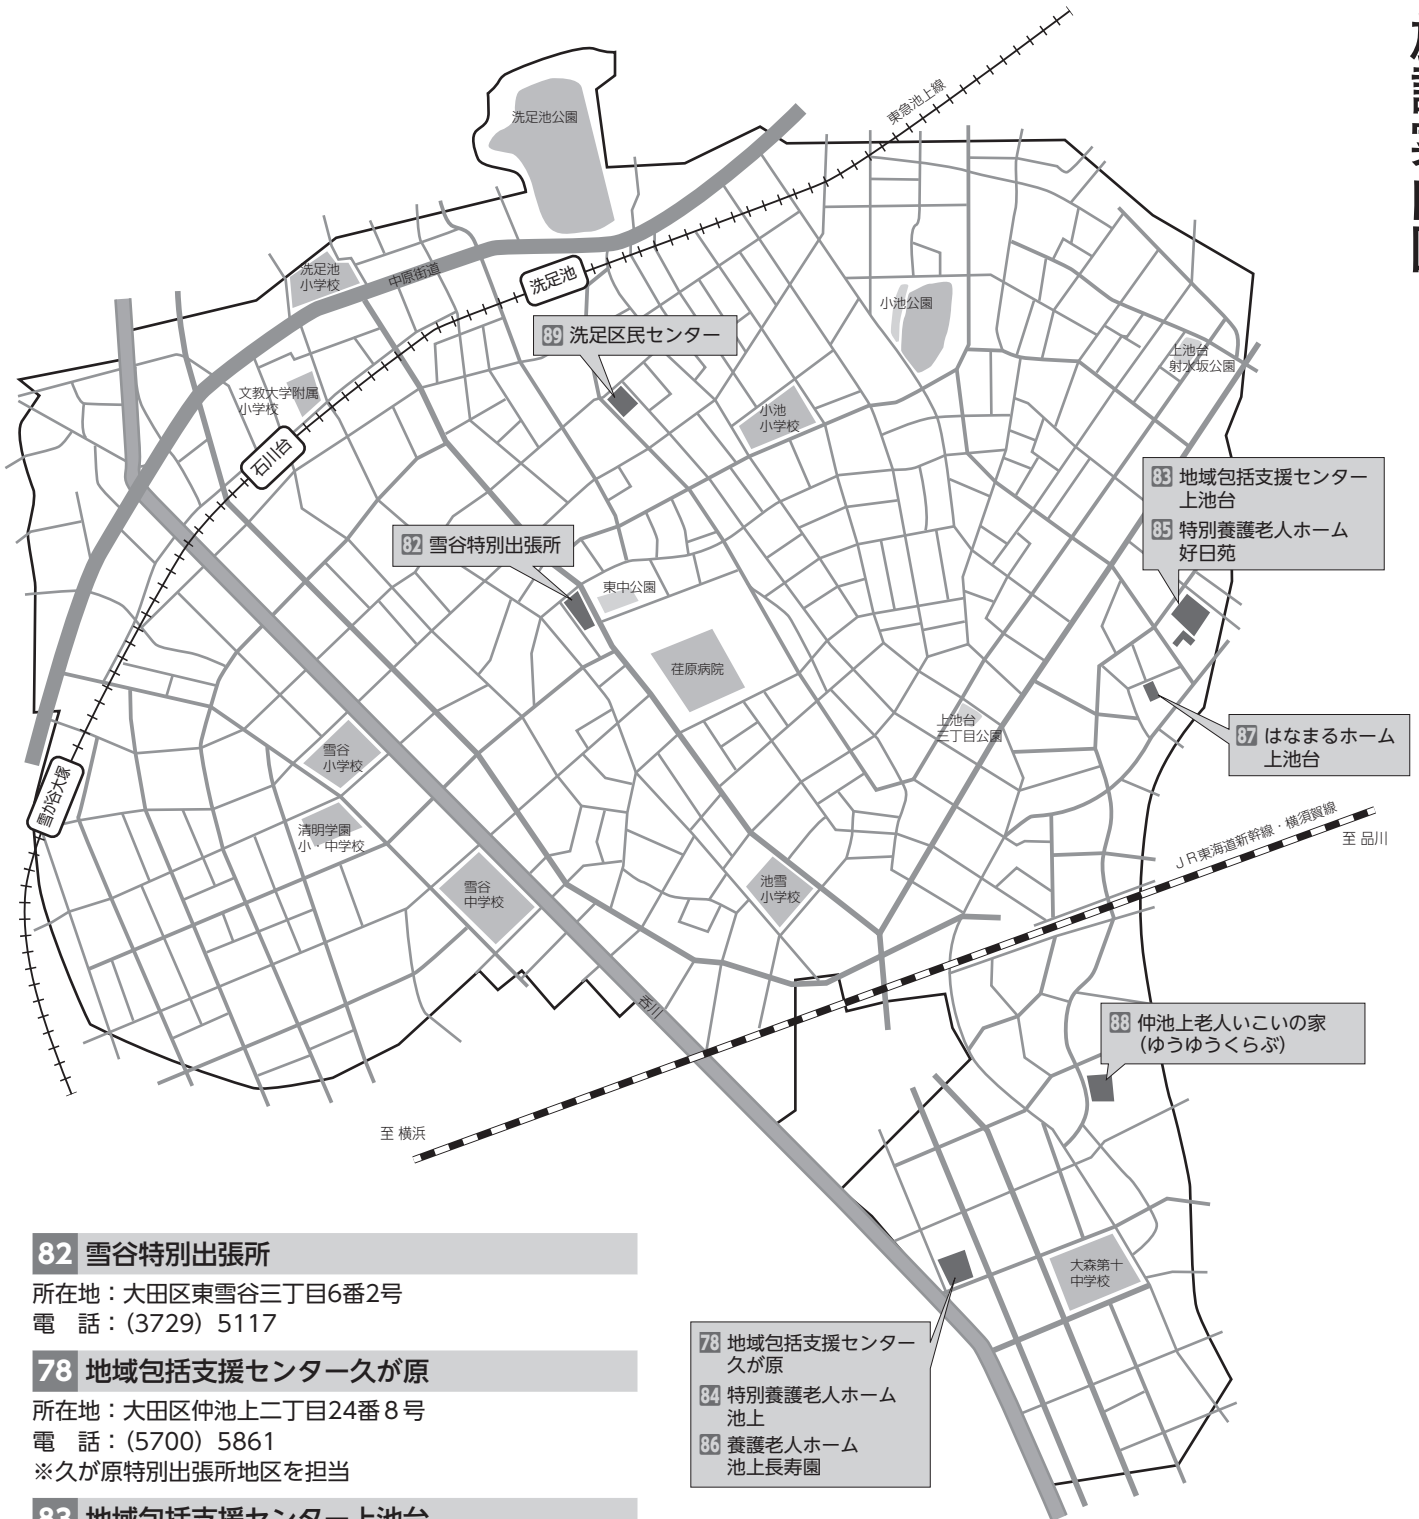 東急池上線
洗足池公園
洗足池
小学校
中原街道
洗足池
89 洗足区民センター
小池公園
上池台
射水坂公園
文教大学附属
小学校
小池
小学校
石川台
83 地域包括支援センター
上池台
85 特別養護老人ホーム
好日苑
82 雪谷特別出張所
東中公園
荏原病院
上池台
三丁目公園
87 はなまるホーム
上池台
雪谷
小学校
雪が谷大塚
清明学園
小・中学校
JR東海道新幹線・横須賀線
至 品川
雪谷
中学校
池雪
小学校
呑川
88 仲池上老人いこいの家
(ゆうゆうくらぶ)
至 横浜
大森第十
中学校
78 地域包括支援センター
久が原
84 特別養護老人ホーム
池上
86 養護老人ホーム
池上長寿園
82 雪谷特別出張所
所在地：大田区東雪谷三丁目6番2号
電　話：(3729) 5117
78 地域包括支援センター久が原
所在地：大田区仲池上二丁目24番8号
電　話：(5700) 5861
※久が原特別出張所地区を担当
83 地域包括支援センター上池台